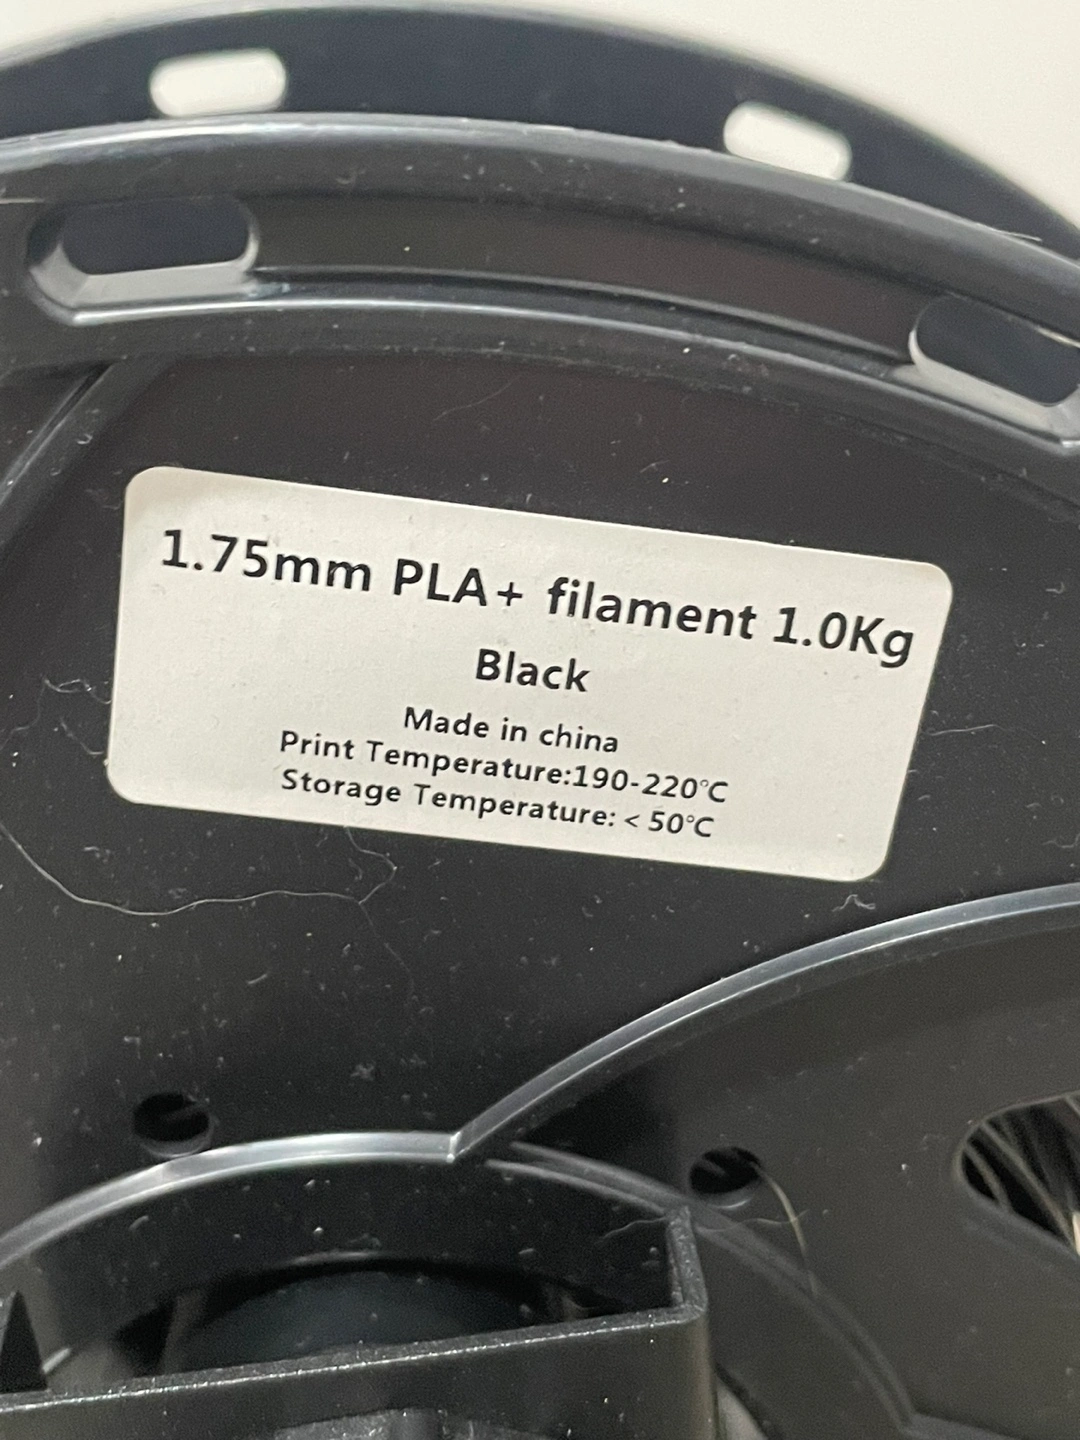 1.75mm PLA+ filament 1.0Kg
Black
Made in china
Print Temperature:190-220℃
Storage Temperature: < 50℃